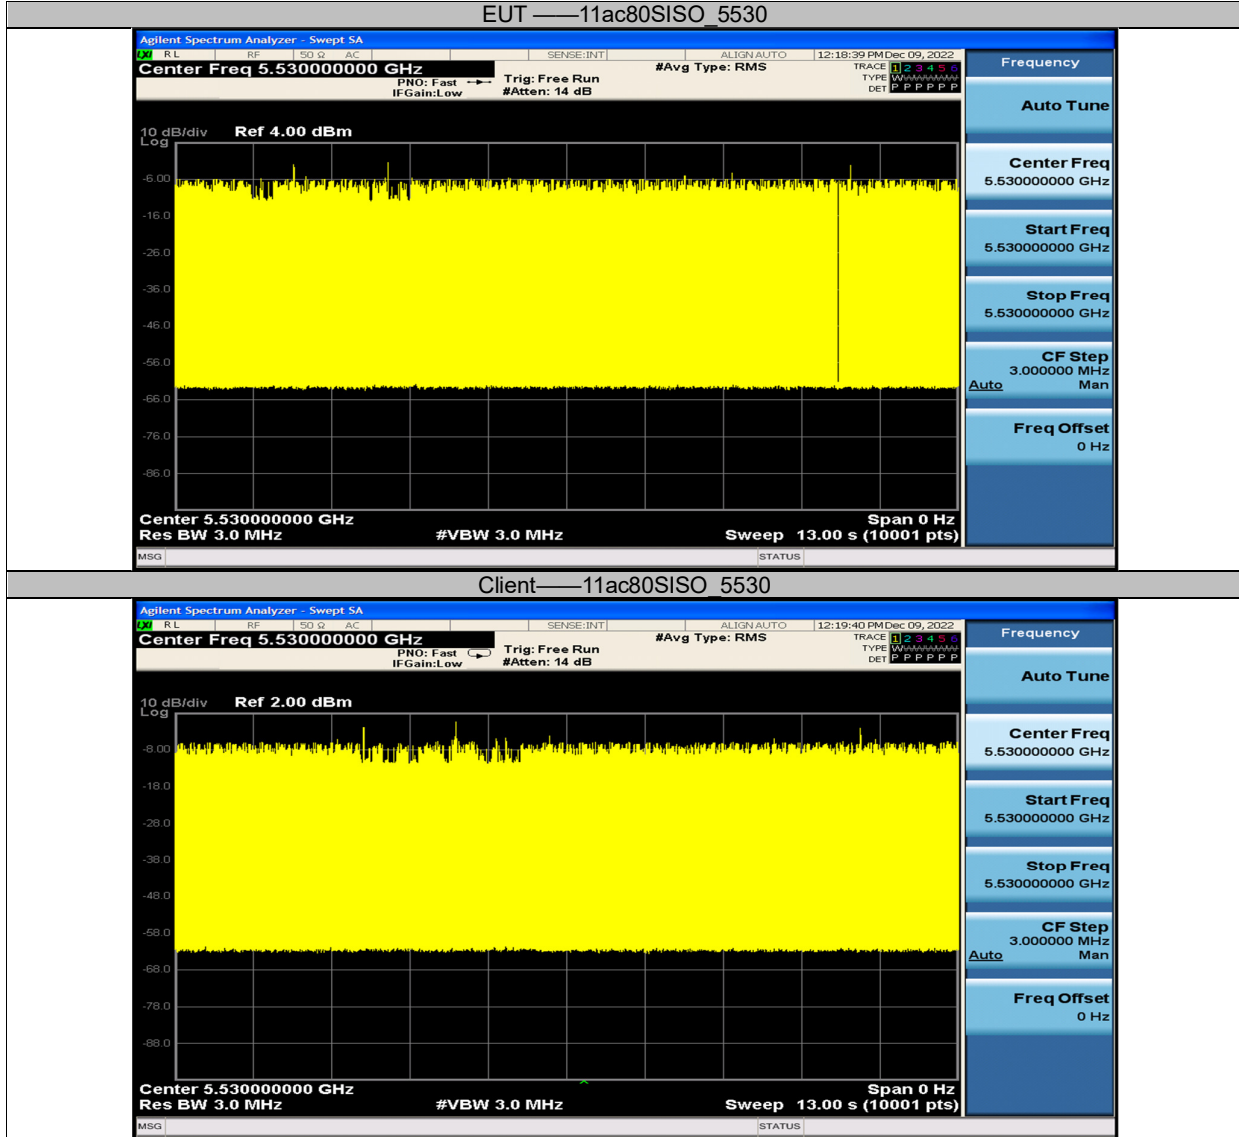 EUT ——11ac80SISO_5530
Agilent Spectrum Analyzer - Swept SA
LXI RL RF 50 Ω AC SENSE:INT ALIGN AUTO 12:18:39 PM Dec 09, 2022
Center Freq 5.530000000 GHz #Avg Type: RMS TRACE 1 2 3 4 5 6
PNO: Fast Trig: Free Run TYPE W
IFGain:Low #Atten: 14 dB DET P P P P P P
Frequency
Auto Tune
10 dB/div Ref 4.00 dBm
Log
-6.00
-16.0
-26.0
-36.0
-46.0
-56.0
-66.0
-76.0
-86.0
Center Freq
5.530000000 GHz
Start Freq
5.530000000 GHz
Stop Freq
5.530000000 GHz
CF Step
3.000000 MHz
Auto Man
Freq Offset
0 Hz
Center 5.530000000 GHz Span 0 Hz
Res BW 3.0 MHz #VBW 3.0 MHz Sweep 13.00 s (10001 pts)
MSG STATUS
Client——11ac80SISO_5530
Agilent Spectrum Analyzer - Swept SA
LXI RL RF 50 Ω AC SENSE:INT ALIGN AUTO 12:19:40 PM Dec 09, 2022
Center Freq 5.530000000 GHz #Avg Type: RMS TRACE 1 2 3 4 5 6
PNO: Fast Trig: Free Run TYPE W
IFGain:Low #Atten: 14 dB DET P P P P P P
Frequency
Auto Tune
10 dB/div Ref 2.00 dBm
Log
-8.00
-18.0
-28.0
-38.0
-48.0
-58.0
-68.0
-78.0
-88.0
Center Freq
5.530000000 GHz
Start Freq
5.530000000 GHz
Stop Freq
5.530000000 GHz
CF Step
3.000000 MHz
Auto Man
Freq Offset
0 Hz
Center 5.530000000 GHz Span 0 Hz
Res BW 3.0 MHz #VBW 3.0 MHz Sweep 13.00 s (10001 pts)
MSG STATUS